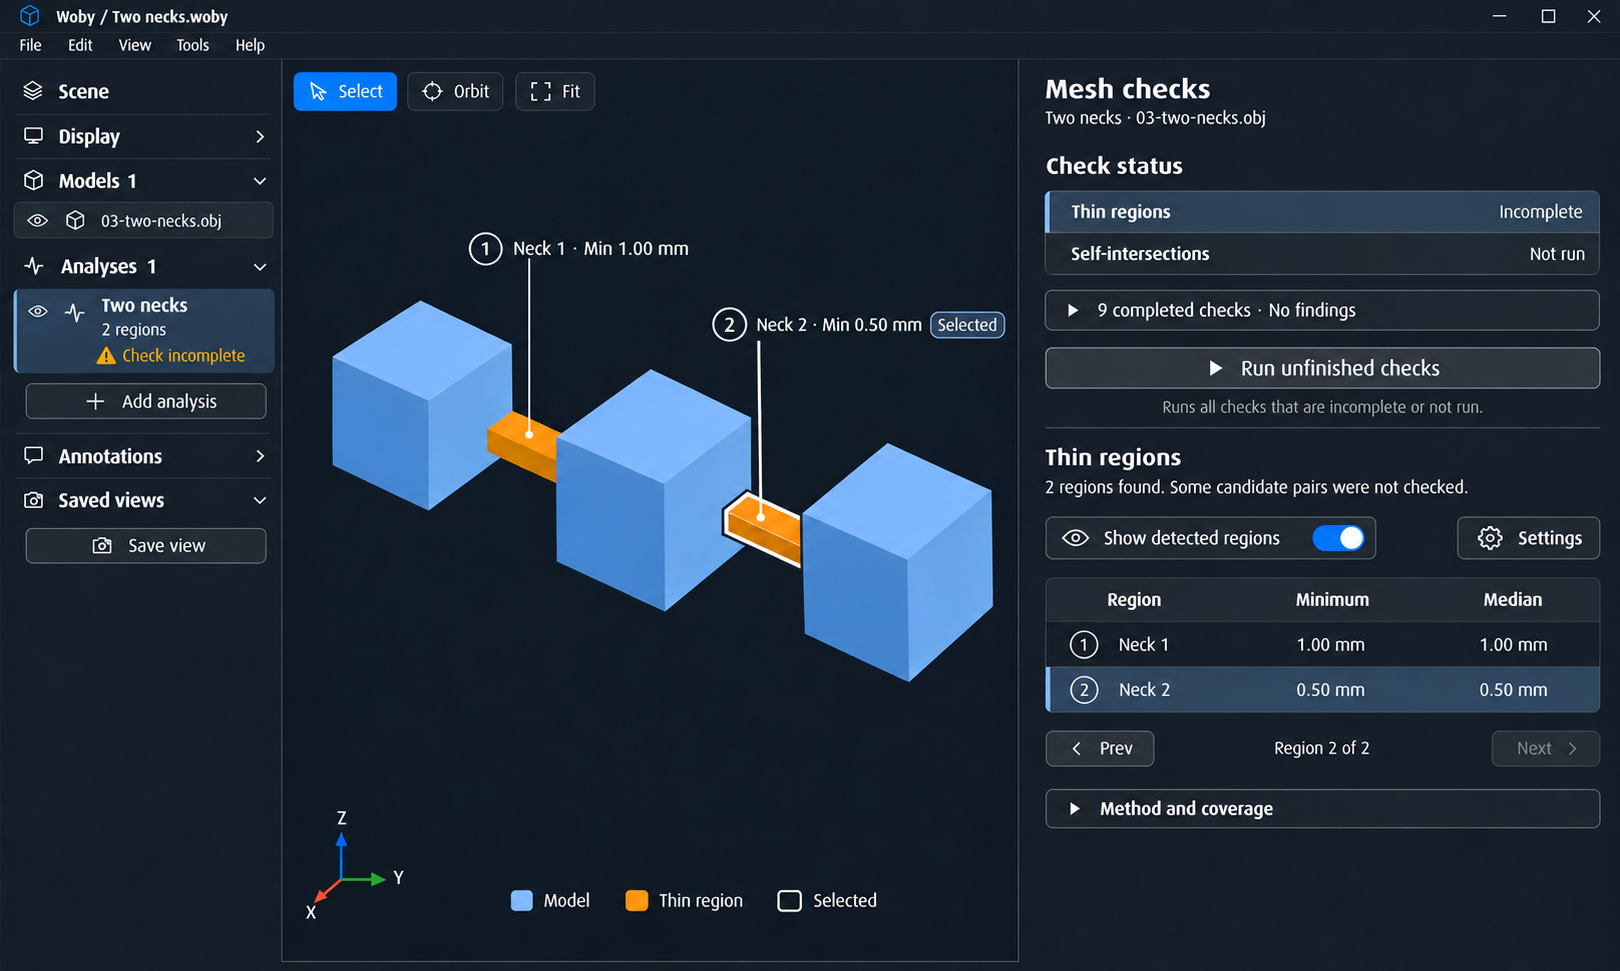 Woby / Two necks.woby
File Edit View Tools Help
Scene
Display
Models 1
03-two-necks.obj
Analyses 1
Two necks
2 regions
Check incomplete
Add analysis
Annotations
Saved views
Save view
Select Orbit Fit
1 Neck 1 · Min 1.00 mm
2 Neck 2 · Min 0.50 mm Selected
Z
Y
X
Model Thin region Selected
Mesh checks
Two necks · 03-two-necks.obj
Check status
Thin regions Incomplete
Self-intersections Not run
9 completed checks · No findings
Run unfinished checks
Runs all checks that are incomplete or not run.
Thin regions
2 regions found. Some candidate pairs were not checked.
Show detected regions Settings
Region Minimum Median
1 Neck 1 1.00 mm 1.00 mm
2 Neck 2 0.50 mm 0.50 mm
Prev Region 2 of 2 Next
Method and coverage